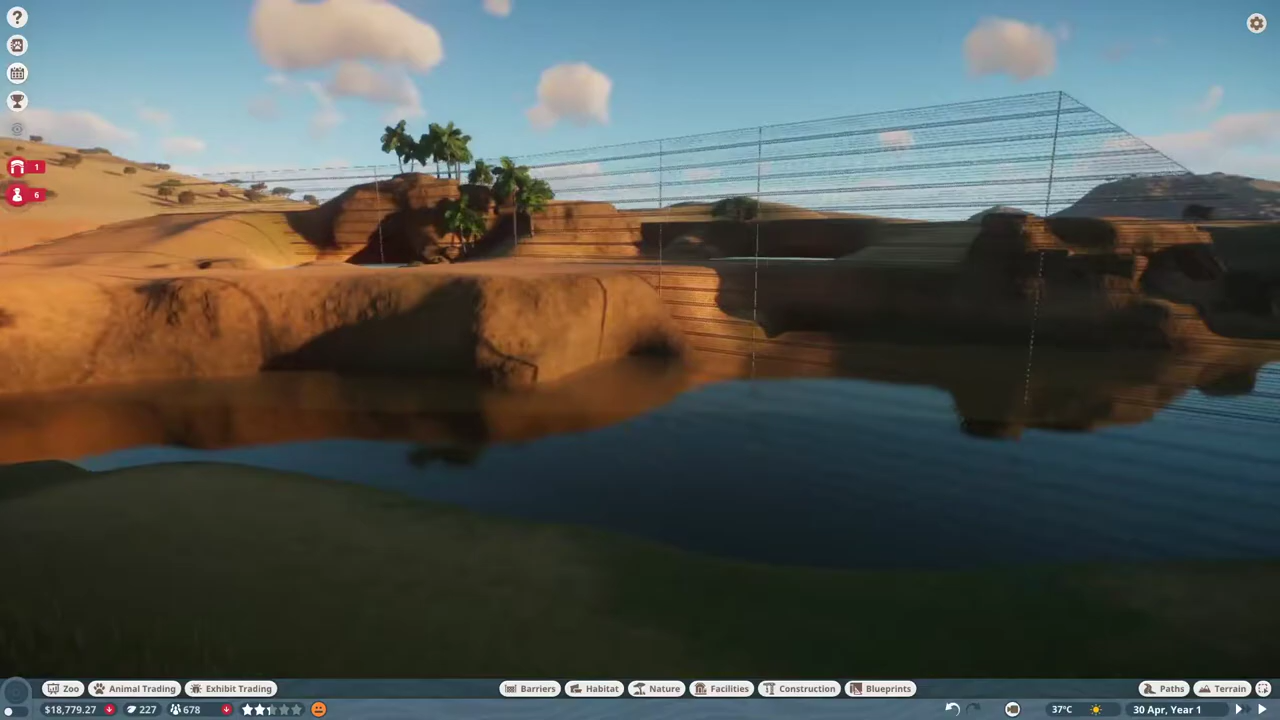 ?
1
6
Zoo
Animal Trading
Exhibit Trading
Barriers
Habitat
Nature
Facilities
Construction
Blueprints
Paths
Terrain
$18,779.27
227
678
37°C
30 Apr, Year 1